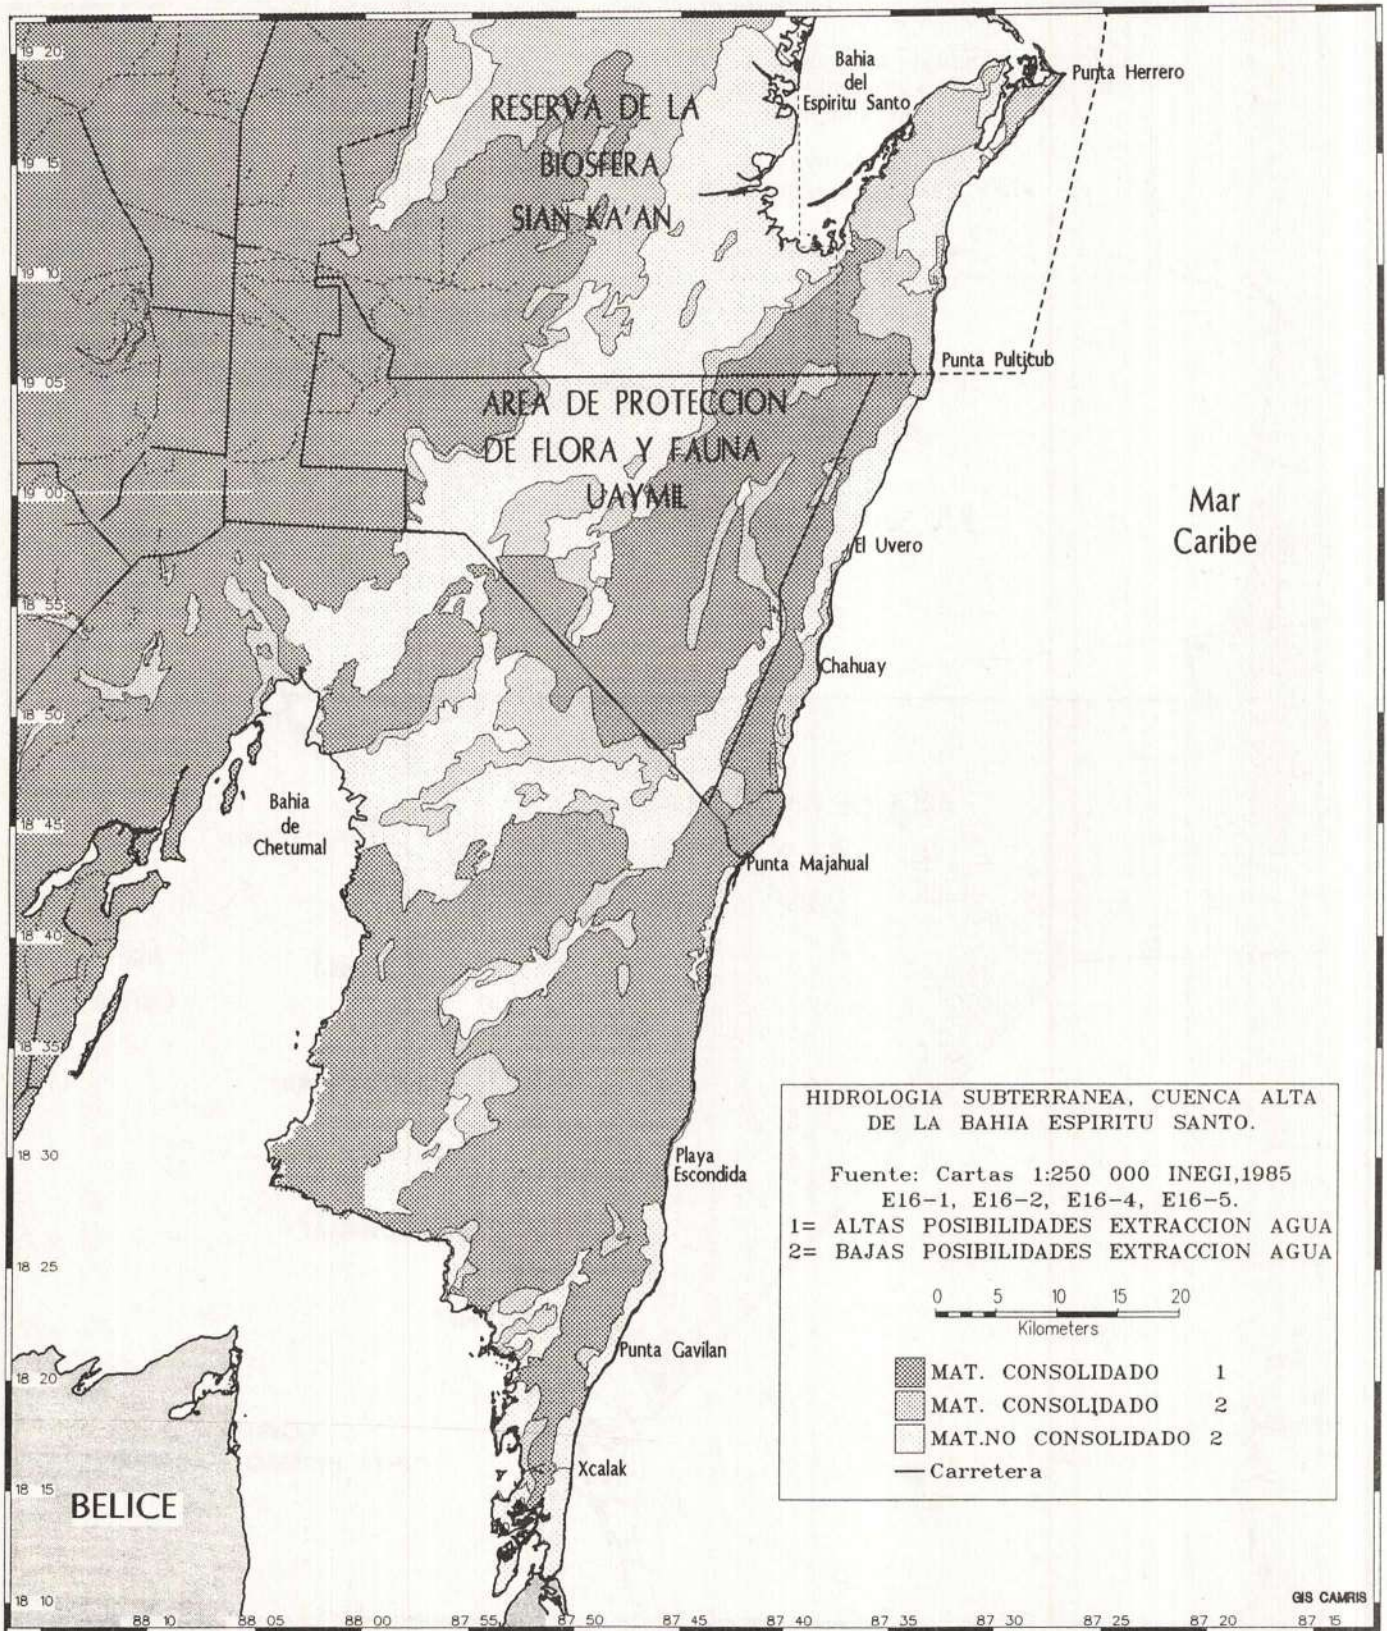 19 20
19 15
19 10
19 05
19 00
18 55
18 50
18 45
18 40
18 35
18 30
18 25
18 20
18 15
18 10
Bahia
del
Espiritu Santo
Punta Herrero
RESERVA DE LA
BIOSFERA
SIAN KA'AN
Punta Pulticub
AREA DE PROTECCION
DE FLORA Y FAUNA
UAYMIL
Mar
Caribe
El Uvero
Chahuay
Bahia
de
Chetumal
Punta Majahual
Playa
Escondida
Punta Gavilan
Xcalak
BELICE
HIDROLOGIA SUBTERRANEA, CUENCA ALTA
DE LA BAHIA ESPIRITU SANTO.
Fuente: Cartas 1:250 000 INEGI,1985
E16-1, E16-2, E16-4, E16-5.
1= ALTAS POSIBILIDADES EXTRACCION AGUA
2= BAJAS POSIBILIDADES EXTRACCION AGUA
0 5 10 15 20
Kilometers
MAT. CONSOLIDADO 1
MAT. CONSOLIDADO 2
MAT.NO CONSOLIDADO 2
Carretera
GIS CAMRIS
88 10 88 05 88 00 87 55 87 50 87 45 87 40 87 35 87 30 87 25 87 20 87 15